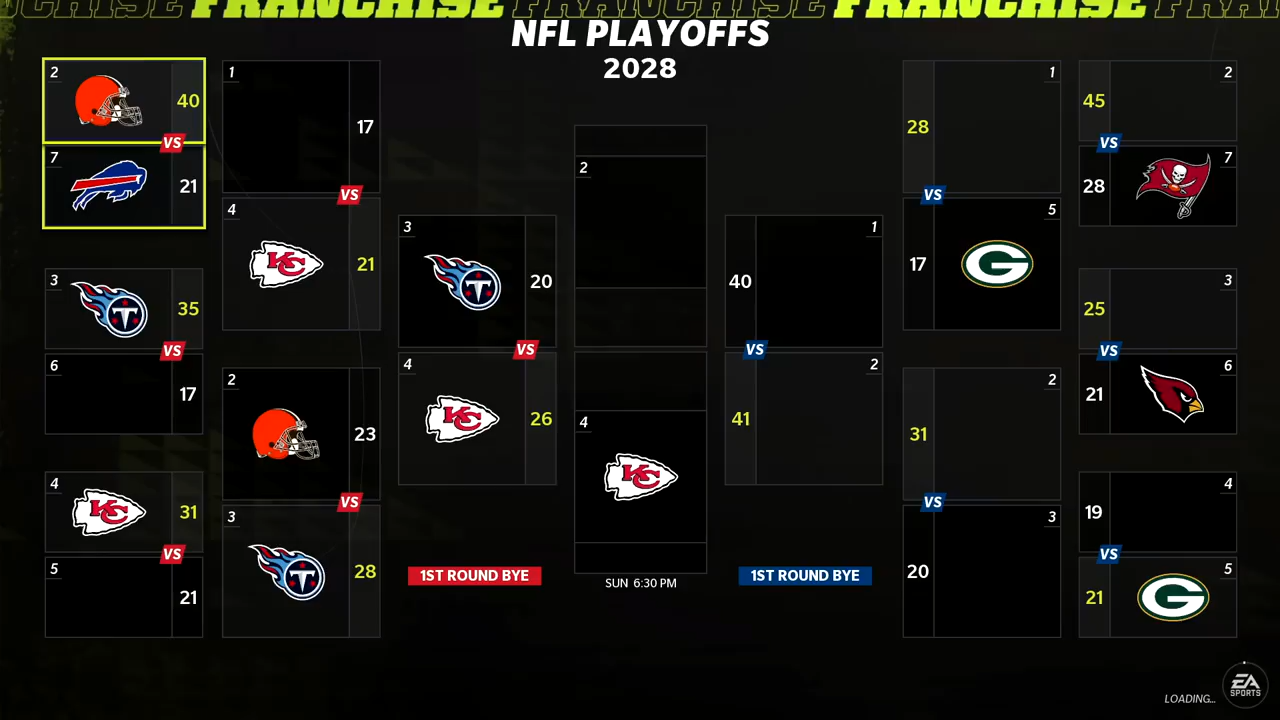 CHISE FRANCHISE FRANCHISE FRANCHISE FRAN
NFL PLAYOFFS
2028
2
40
VS
7
21
3
35
VS
6
17
4
31
VS
5
21
1
17
VS
4
21
2
23
VS
3
28
3
20
VS
4
26
1ST ROUND BYE
2
4
SUN 6:30 PM
1
40
VS
2
41
1ST ROUND BYE
1
28
VS
5
17
G
2
31
VS
3
20
2
45
VS
7
28
3
25
VS
6
21
4
19
VS
5
21
G
LOADING...
EA
SPORTS